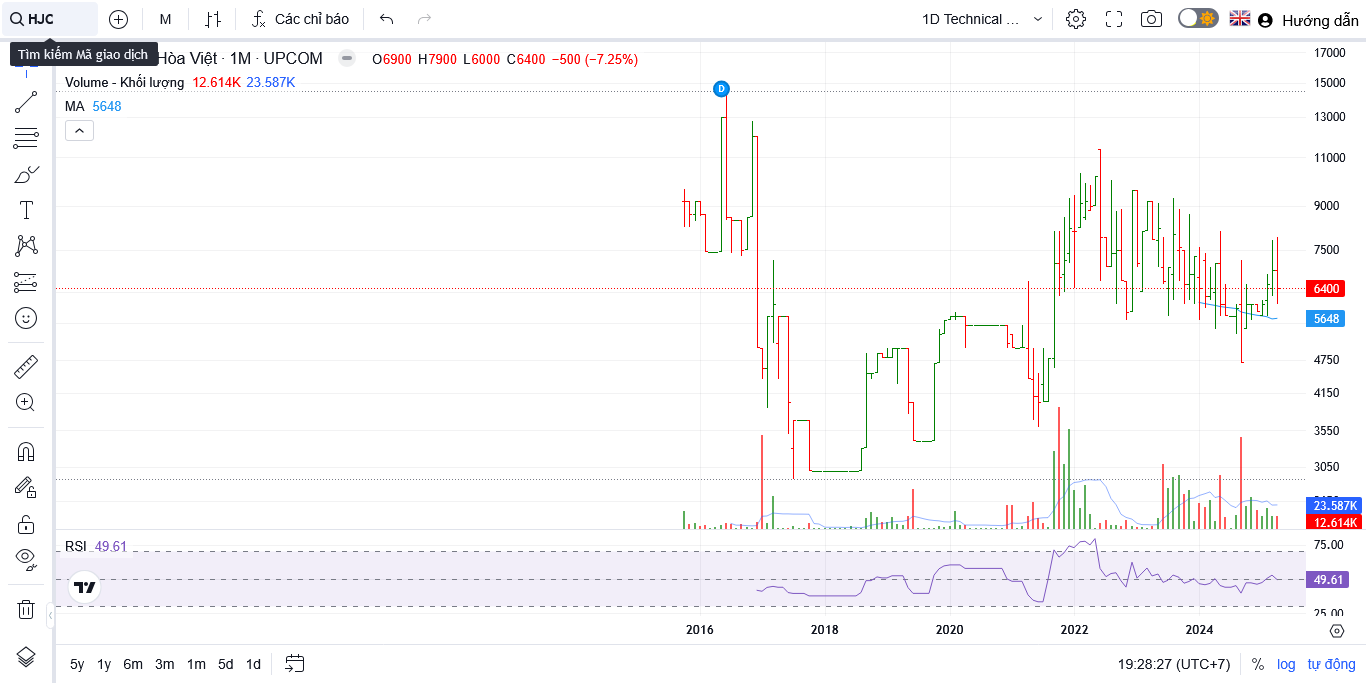 HJC
M
Các chỉ báo
1D Technical ...
Hướng dẫn
Tìm kiếm Mã giao dịch
Hòa Việt · 1M · UPCOM
O6900 H7900 L6000 C6400 −500 (−7.25%)
Volume - Khối lượng 12.614K 23.587K
MA 5648
D
17000
15000
13000
11000
9000
7500
6400
5648
4750
4150
3550
3050
23.587K
12.614K
RSI 49.61
75.00
49.61
25.00
2016 2018 2020 2022 2024
5y 1y 6m 3m 1m 5d 1d
19:28:27 (UTC+7) % log tự động